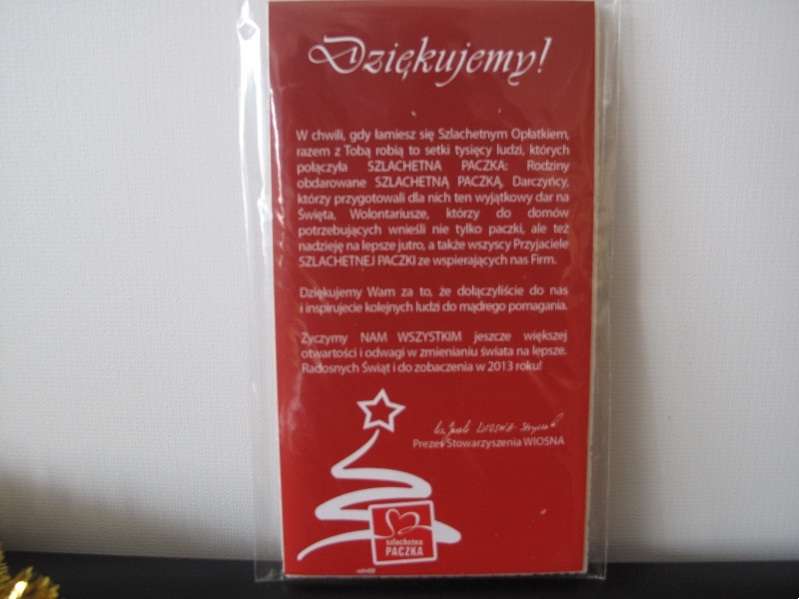 Dziękujemy!
W chwili, gdy łamiesz się Szlachetnym Opłatkiem,
razem z Tobą robią to setki tysięcy ludzi, których
połączyła SZLACHETNA PACZKA: Rodziny
obdarowane SZLACHETNĄ PACZKĄ, Darczyńcy,
którzy przygotowali dla nich ten wyjątkowy dar na
Święta, Wolontariusze, którzy do domów
potrzebujących wnieśli nie tylko paczki, ale też
nadzieję na lepsze jutro, a także wszyscy Przyjaciele
SZLACHETNEJ PACZKI ze wspierających nas Firm.
Dziękujemy Wam za to, że dołączyliście do nas
i inspirujecie kolejnych ludzi do mądrego pomagania.
Życzymy NAM WSZYSTKIM jeszcze większej
otwartości i odwagi w zmienianiu świata na lepsze.
Radosnych Świąt i do zobaczenia w 2013 roku!
WIOSNA
Prezes Stowarzyszenia WIOSNA
szlachetna
PACZKA